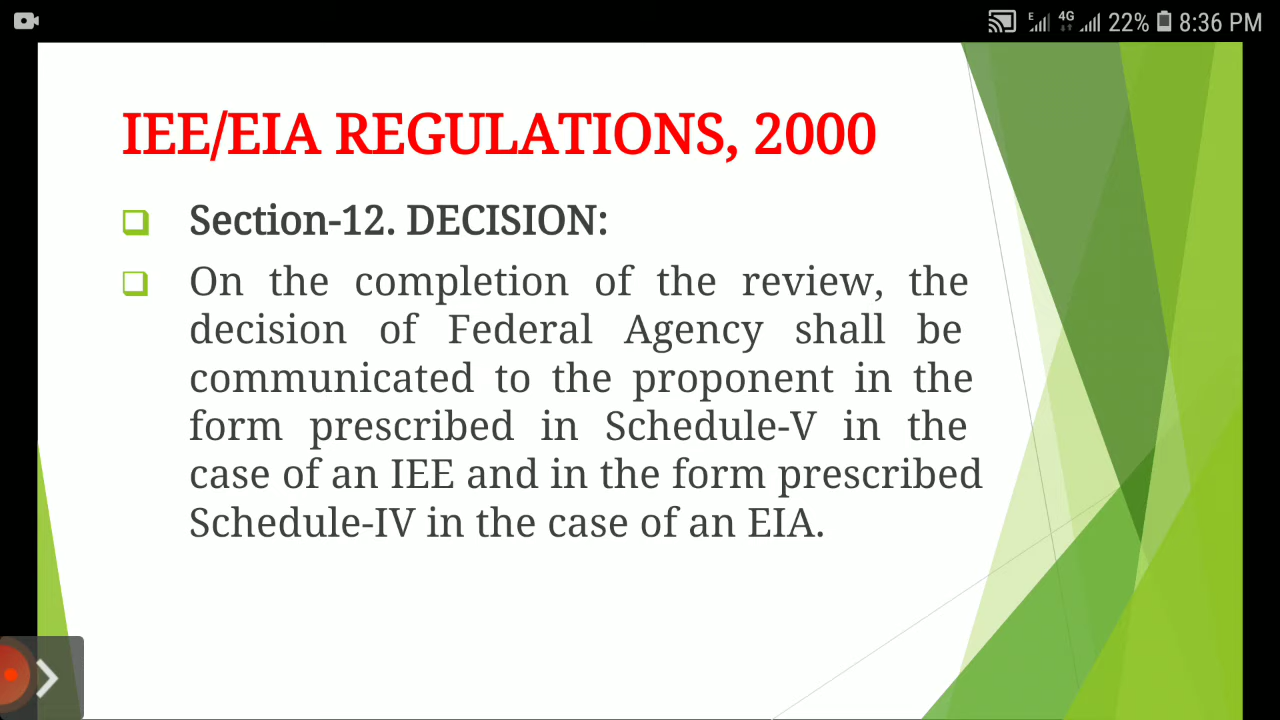 E 4G 22% 8:36 PM
IEE/EIA REGULATIONS, 2000
Section-12. DECISION:
On the completion of the review, the
decision of Federal Agency shall be
communicated to the proponent in the
form prescribed in Schedule-V in the
case of an IEE and in the form prescribed
Schedule-IV in the case of an EIA.